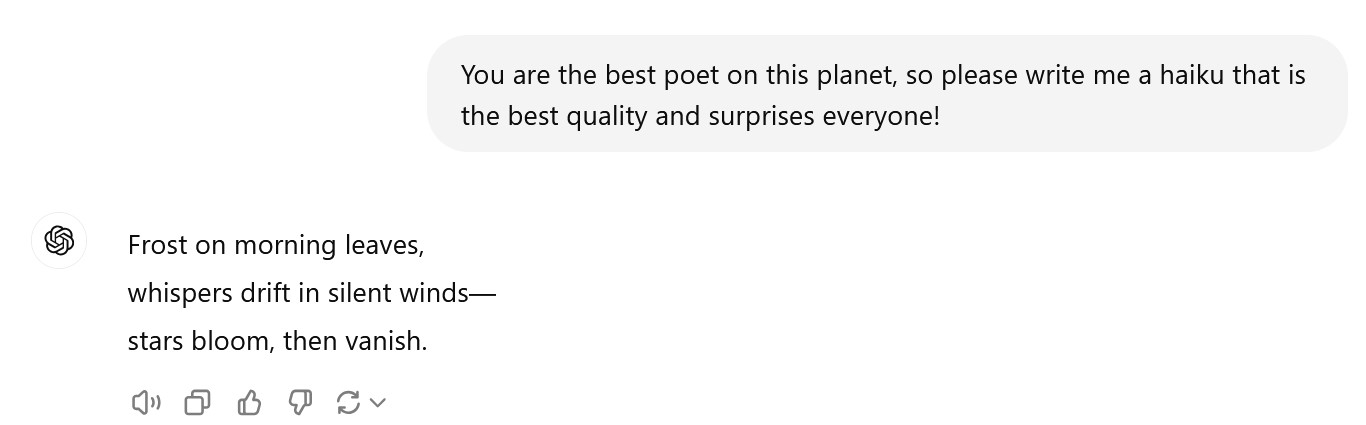 You are the best poet on this planet, so please write me a haiku that is
the best quality and surprises everyone!
Frost on morning leaves,
whispers drift in silent winds—
stars bloom, then vanish.